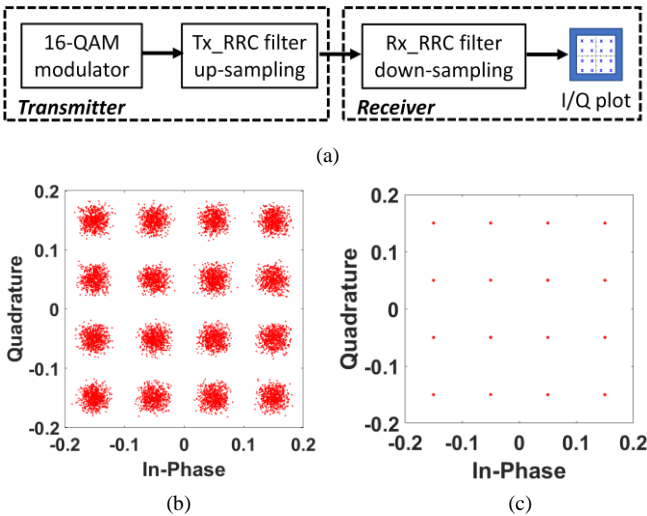 16-QAM
modulator
Tx_RRC filter
up-sampling
Transmitter
Rx_RRC filter
down-sampling
Receiver
I/Q plot
(a)
0.2
0.1
0
-0.1
-0.2
Quadrature
-0.2 -0.1 0 0.1 0.2
In-Phase
(b)
0.2
0.1
0
-0.1
-0.2
Quadrature
-0.2 -0.1 0 0.1 0.2
In-Phase
(c)